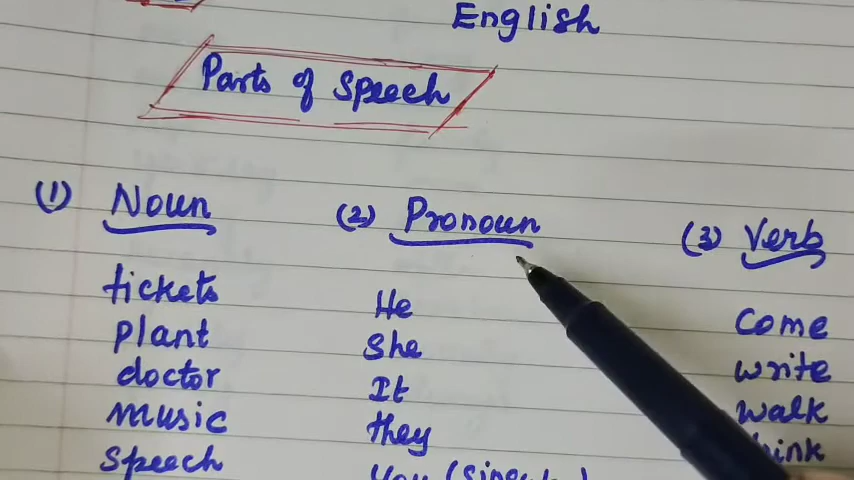 English
Parts of Speech
(1) Noun
tickets
plant
doctor
music
speech
(2) Pronoun
He
She
It
they
You
(3) Verb
come
write
walk